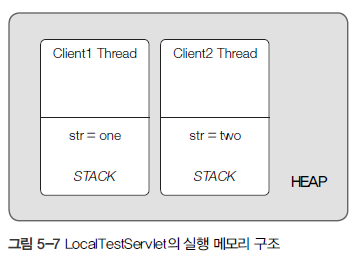 Client1 Thread
Client2 Thread
str = one
str = two
STACK
STACK
HEAP
그림 5-7 LocalTestServlet의 실행 메모리 구조